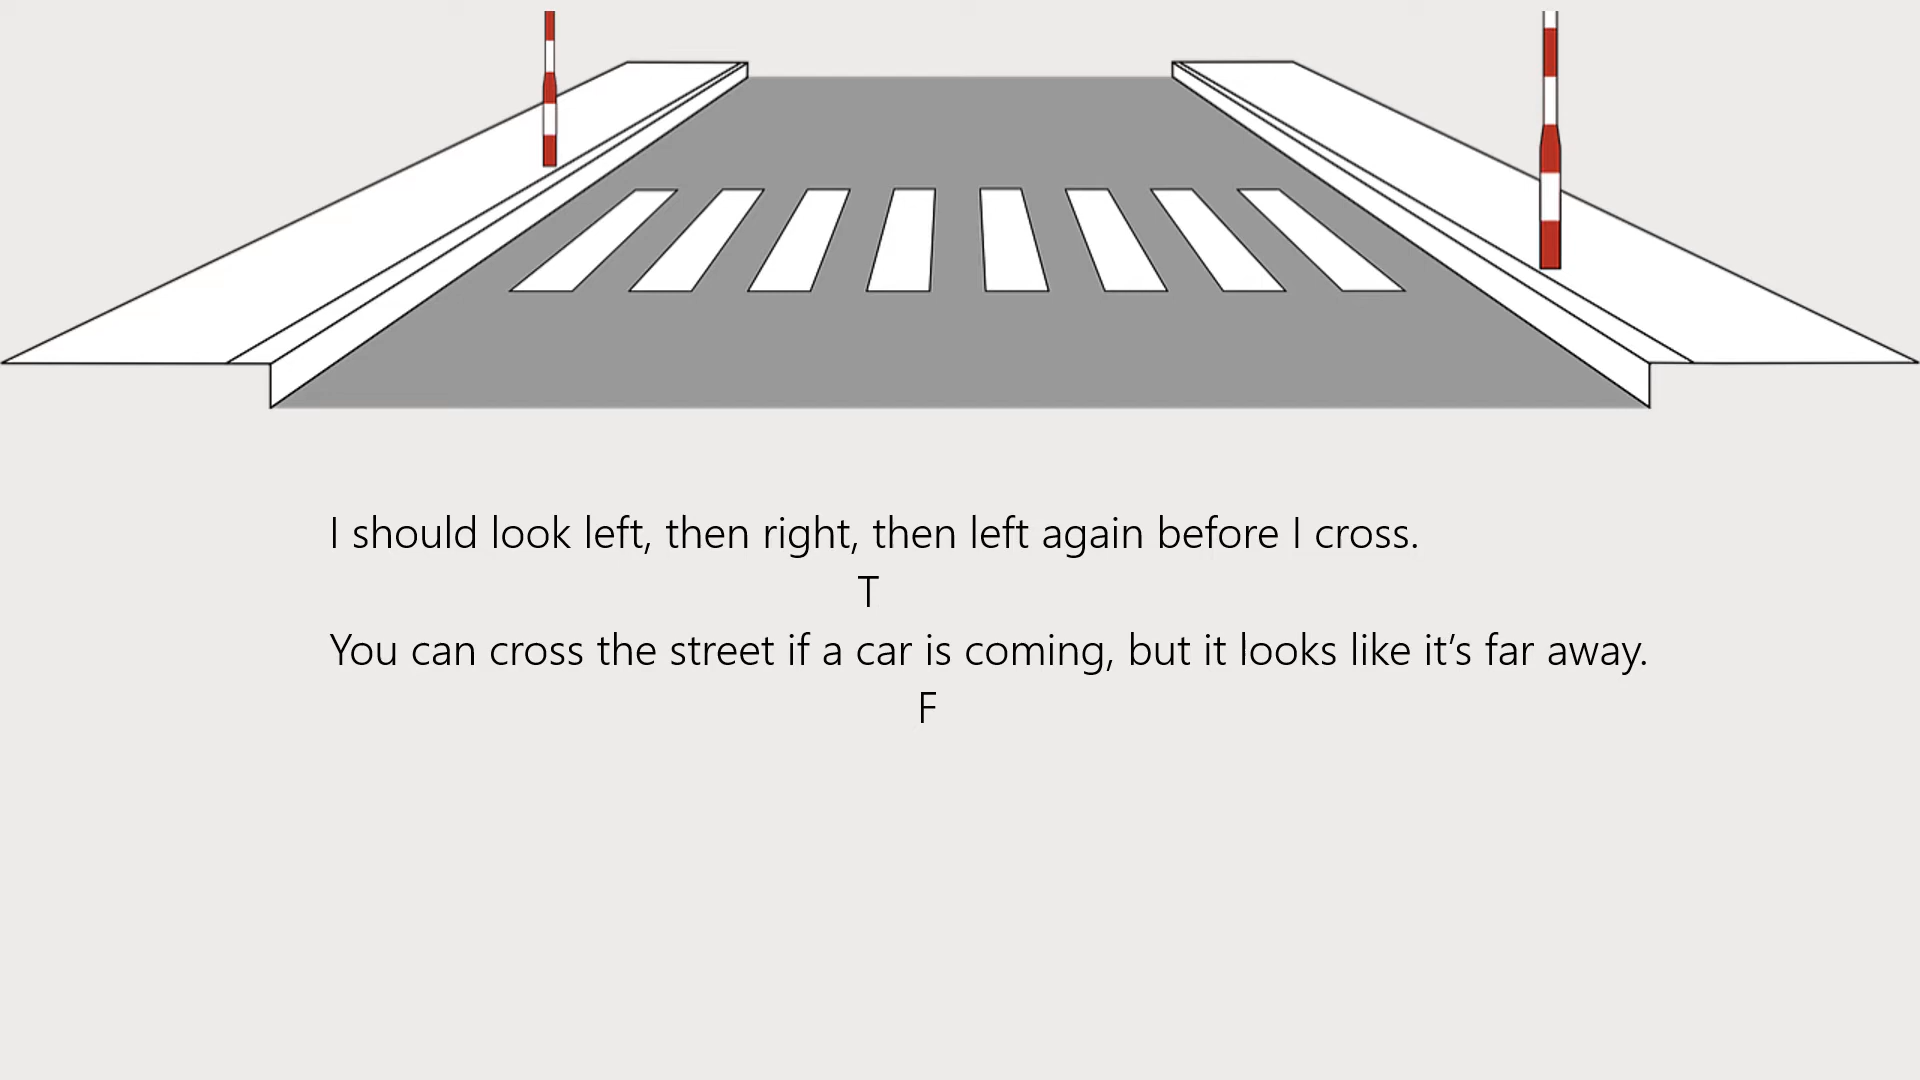 I should look left, then right, then left again before I cross.
T
You can cross the street if a car is coming, but it looks like it’s far away.
F